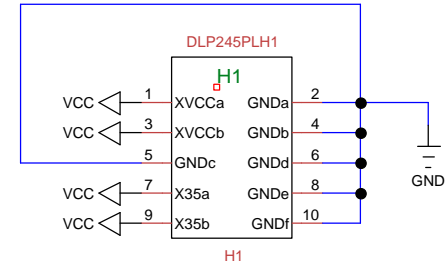 DLP245PLH1
H1
VCC 1 XVCCa GNDa 2
VCC 3 XVCCb GNDb 4
5 GNDc GNDd 6
VCC 7 X35a GNDe 8
VCC 9 X35b GNDf 10
GND
H1